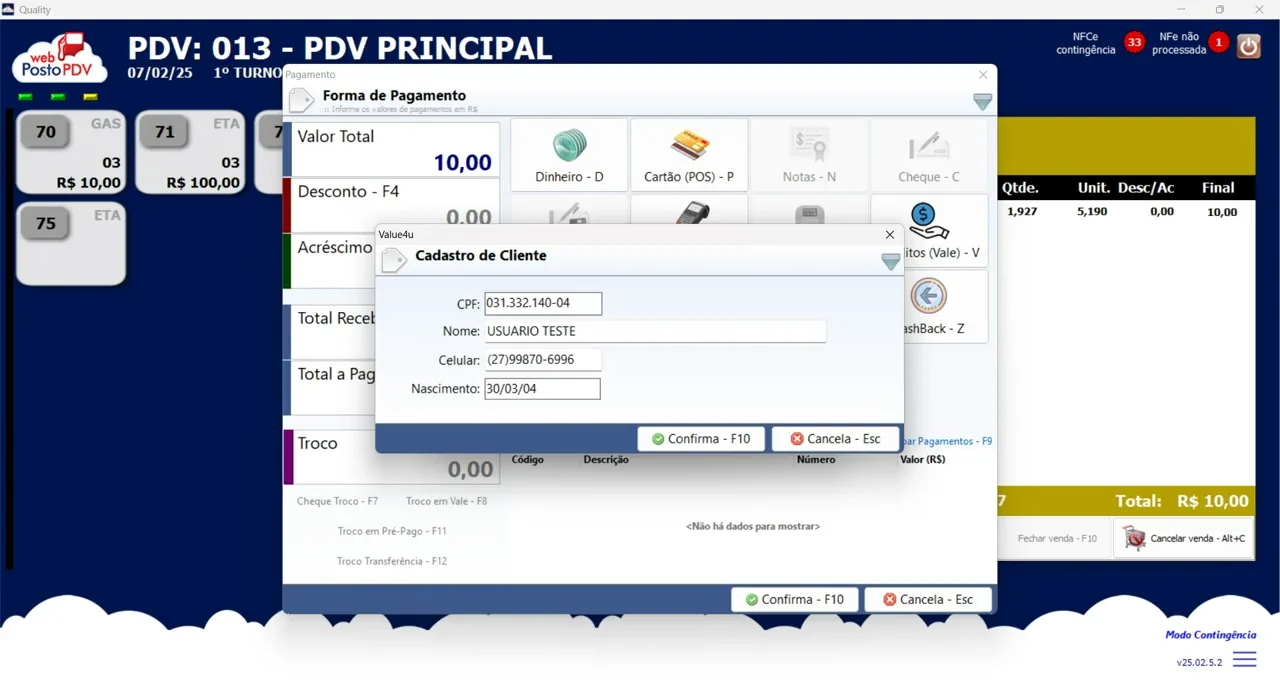 Quality
web
PostoPDV
PDV: 013 - PDV PRINCIPAL
07/02/25 1º TURNO
NFCe
contingência
33
NFe não
processada
1
70 GAS
03
R$ 10,00
71 ETA
03
R$ 100,00
7
75 ETA
Pagamento
Forma de Pagamento
:: Informe os valores de pagamentos em R$
Valor Total
10,00
Desconto - F4
0,00
Acréscimo
Total Receb
Total a Pag
Troco
0,00
Cheque Troco - F7 Troco em Vale - F8
Troco em Pré-Pago - F11
Troco Transferência - F12
Dinheiro - D
Cartão (POS) - P
Notas - N
Cheque - C
itos (Vale) - V
ashBack - Z
Value4u
Cadastro de Cliente
CPF: 031.332.140-04
Nome: USUARIO TESTE
Celular: (27)99870-6996
Nascimento: 30/03/04
Confirma - F10 Cancela - Esc
par Pagamentos - F9
Código Descrição Número Valor (R$)
<Não há dados para mostrar>
Confirma - F10 Cancela - Esc
Qtde. Unit. Desc/Ac Final
1,927 5,190 0,00 10,00
7 Total: R$ 10,00
Fechar venda - F10 Cancelar venda - Alt+C
Modo Contingência
v25.02.5.2